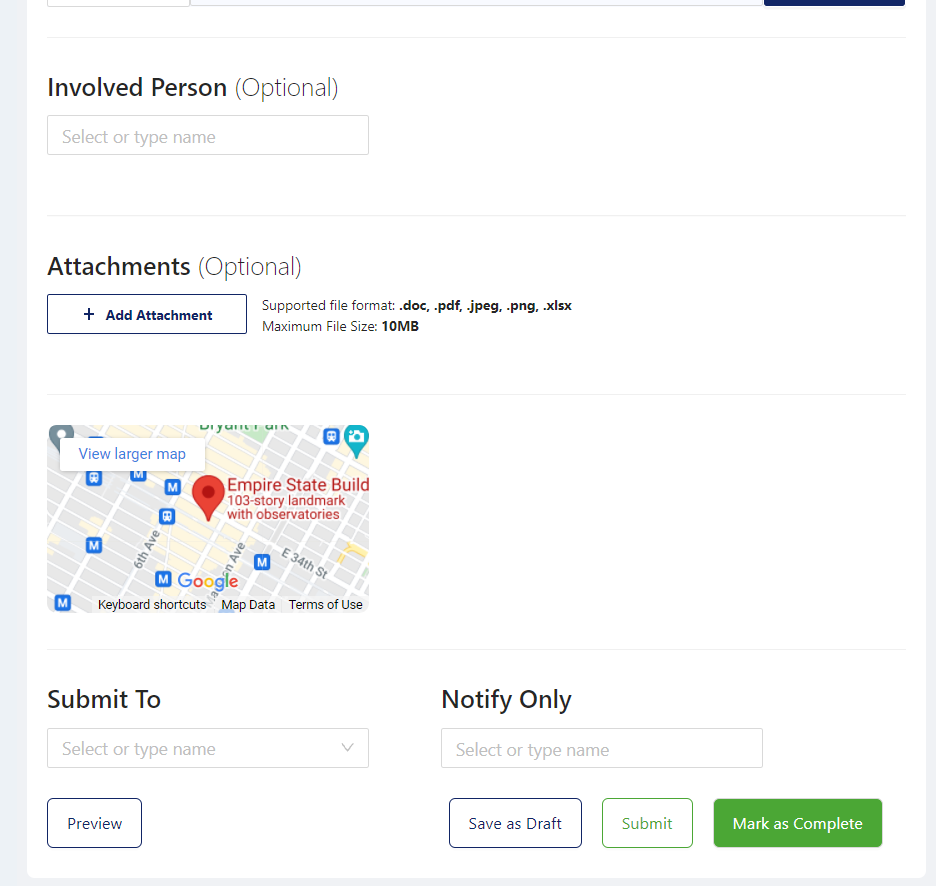 Involved Person (Optional)
Select or type name
Attachments (Optional)
+ Add Attachment
Supported file format: .doc, .pdf, .jpeg, .png, .xlsx
Maximum File Size: 10MB
Bryant Park
View larger map
M
M
Empire State Build
103-story landmark
with observatories
M
6th Ave
M
E 34th St
M
Google
M
Keyboard shortcuts
Map Data
Terms of Use
Submit To
Notify Only
Select or type name
Select or type name
Preview
Save as Draft
Submit
Mark as Complete